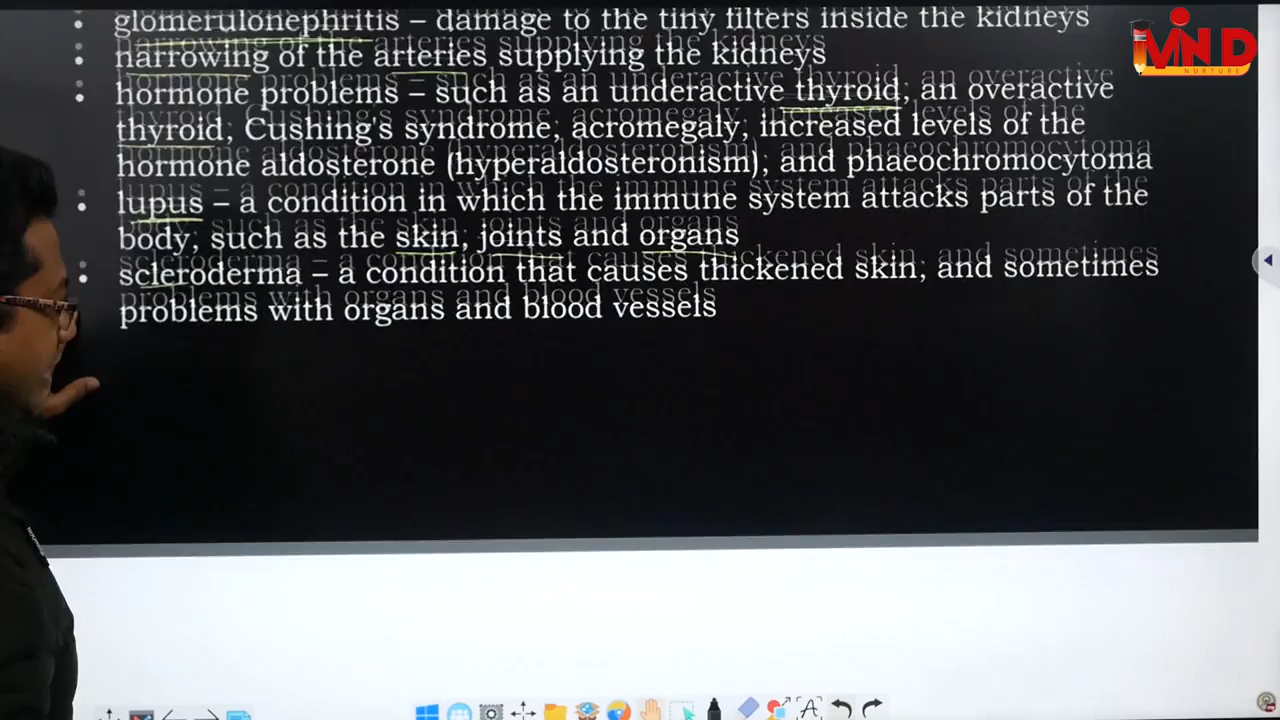 • glomerulonephritis – damage to the tiny filters inside the kidneys
• narrowing of the arteries supplying the kidneys
• hormone problems – such as an underactive thyroid, an overactive
thyroid, Cushing's syndrome, acromegaly, increased levels of the
hormone aldosterone (hyperaldosteronism), and phaeochromocytoma
• lupus – a condition in which the immune system attacks parts of the
body, such as the skin, joints and organs
• scleroderma – a condition that causes thickened skin, and sometimes
problems with organs and blood vessels
MIND
NURTURE